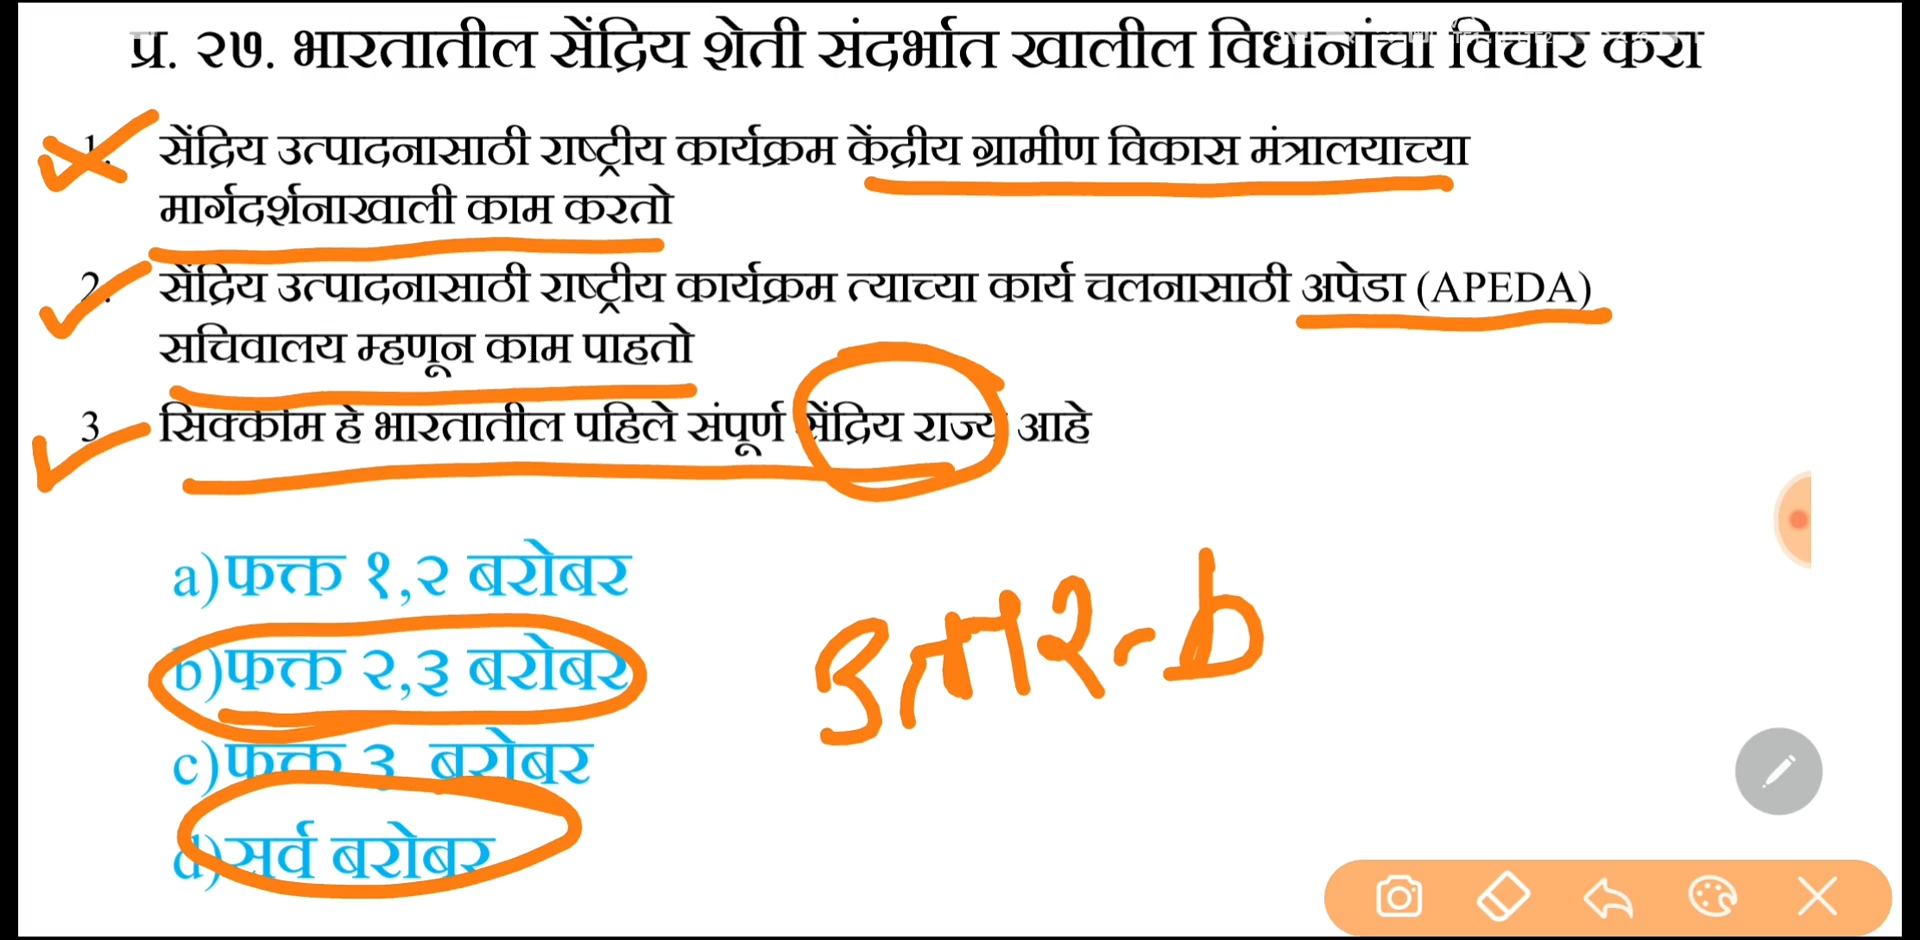 प्र. २७. भारतातील सेंद्रिय शेती संदर्भात खालील विधानांचा विचार करा
1. सेंद्रिय उत्पादनासाठी राष्ट्रीय कार्यक्रम केंद्रीय ग्रामीण विकास मंत्रालयाच्या
मार्गदर्शनाखाली काम करतो
2. सेंद्रिय उत्पादनासाठी राष्ट्रीय कार्यक्रम त्याच्या कार्य चलनासाठी अपेडा (APEDA)
सचिवालय म्हणून काम पाहतो
3 सिक्कीम हे भारतातील पहिले संपूर्ण सेंद्रिय राज्य आहे
a)फक्त १,२ बरोबर
b)फक्त २,३ बरोबर
c)फक्त ३ बरोबर
d)सर्व बरोबर
उत्तर - b